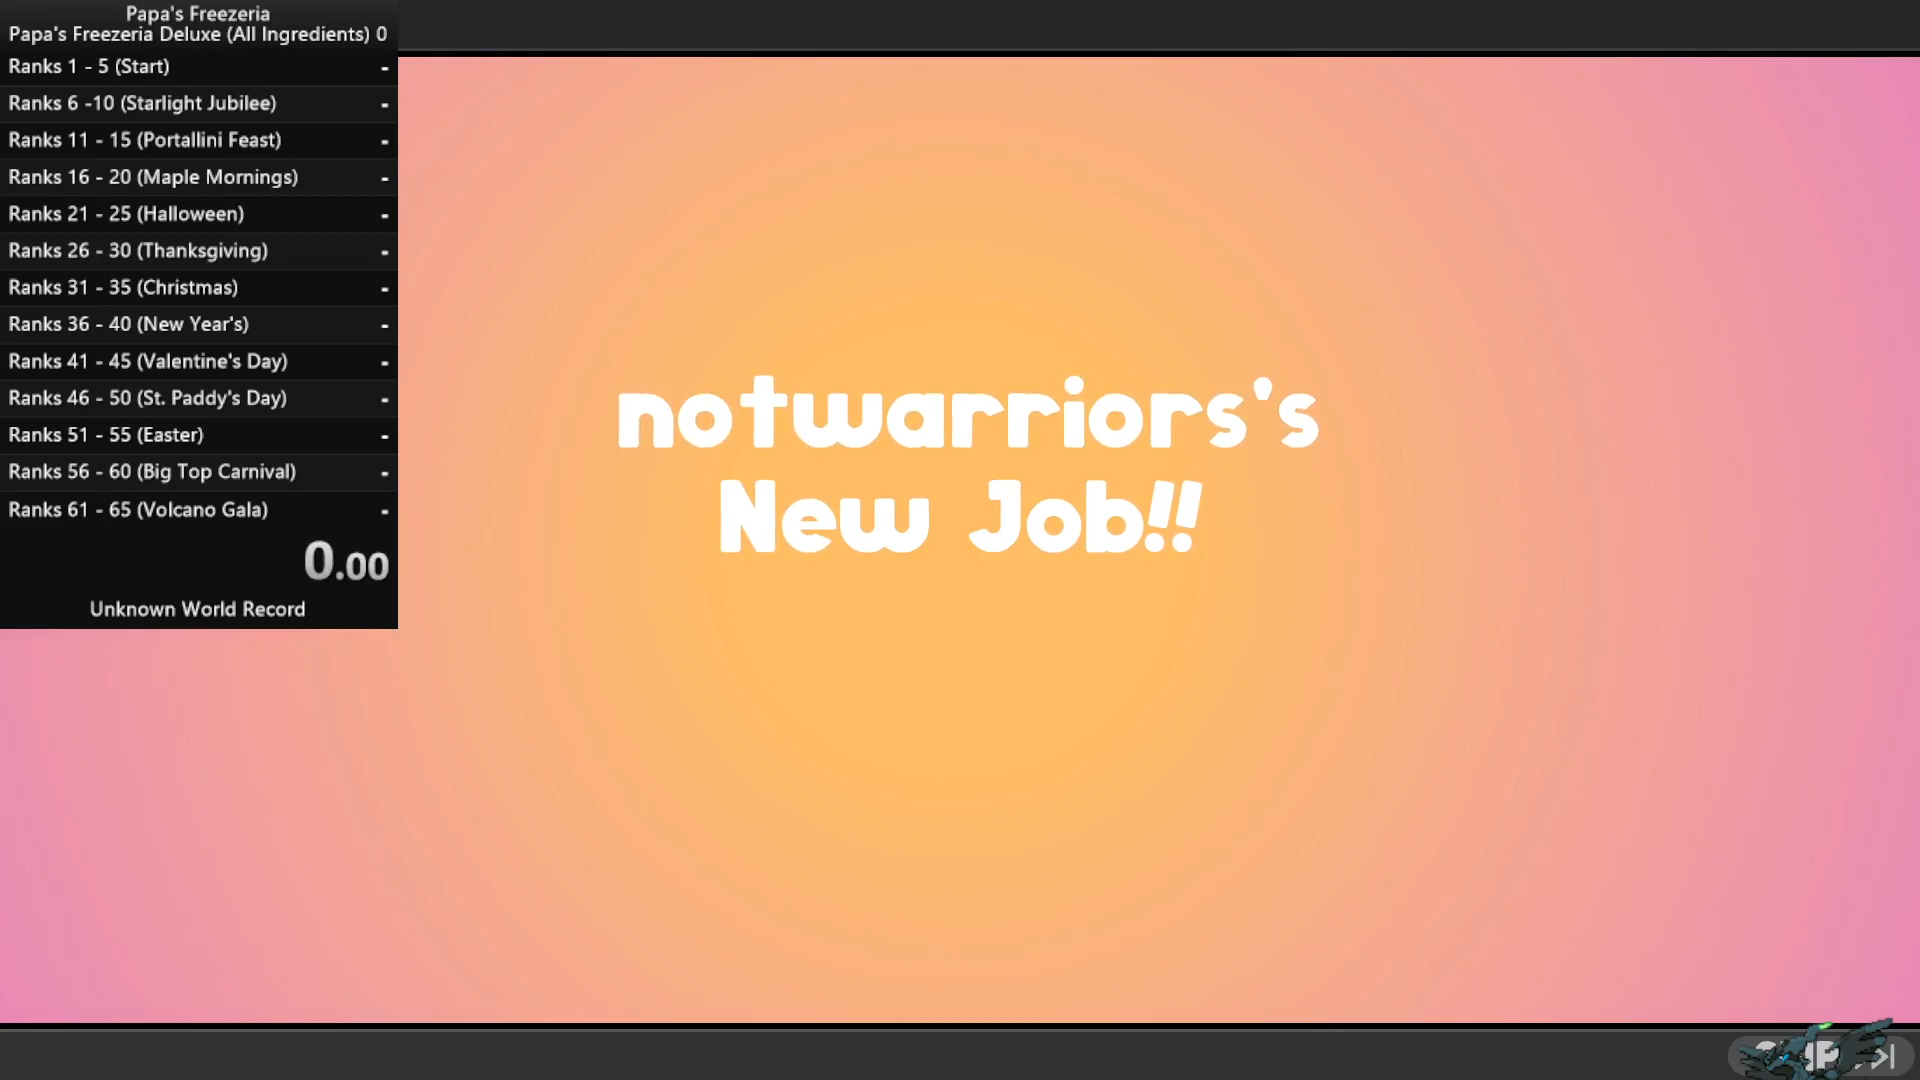 Papa's Freezeria
Papa's Freezeria Deluxe (All Ingredients) 0
Ranks 1 - 5 (Start) -
Ranks 6 -10 (Starlight Jubilee) -
Ranks 11 - 15 (Portallini Feast) -
Ranks 16 - 20 (Maple Mornings) -
Ranks 21 - 25 (Halloween) -
Ranks 26 - 30 (Thanksgiving) -
Ranks 31 - 35 (Christmas) -
Ranks 36 - 40 (New Year's) -
Ranks 41 - 45 (Valentine's Day) -
Ranks 46 - 50 (St. Paddy's Day) -
Ranks 51 - 55 (Easter) -
Ranks 56 - 60 (Big Top Carnival) -
Ranks 61 - 65 (Volcano Gala) -
0.00
Unknown World Record
notwarriors's
New Job!!